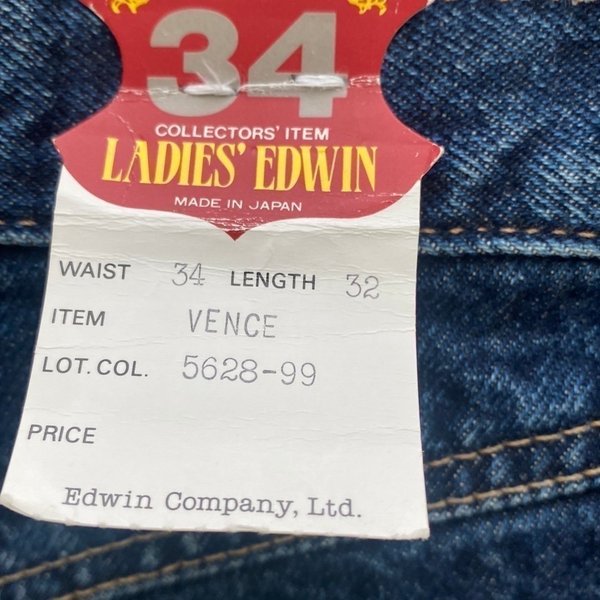 34
COLLECTORS' ITEM
LADIES' EDWIN
MADE IN JAPAN
WAIST 34 LENGTH 32
ITEM VENCE
LOT. COL. 5628-99
PRICE
Edwin Company, Ltd.